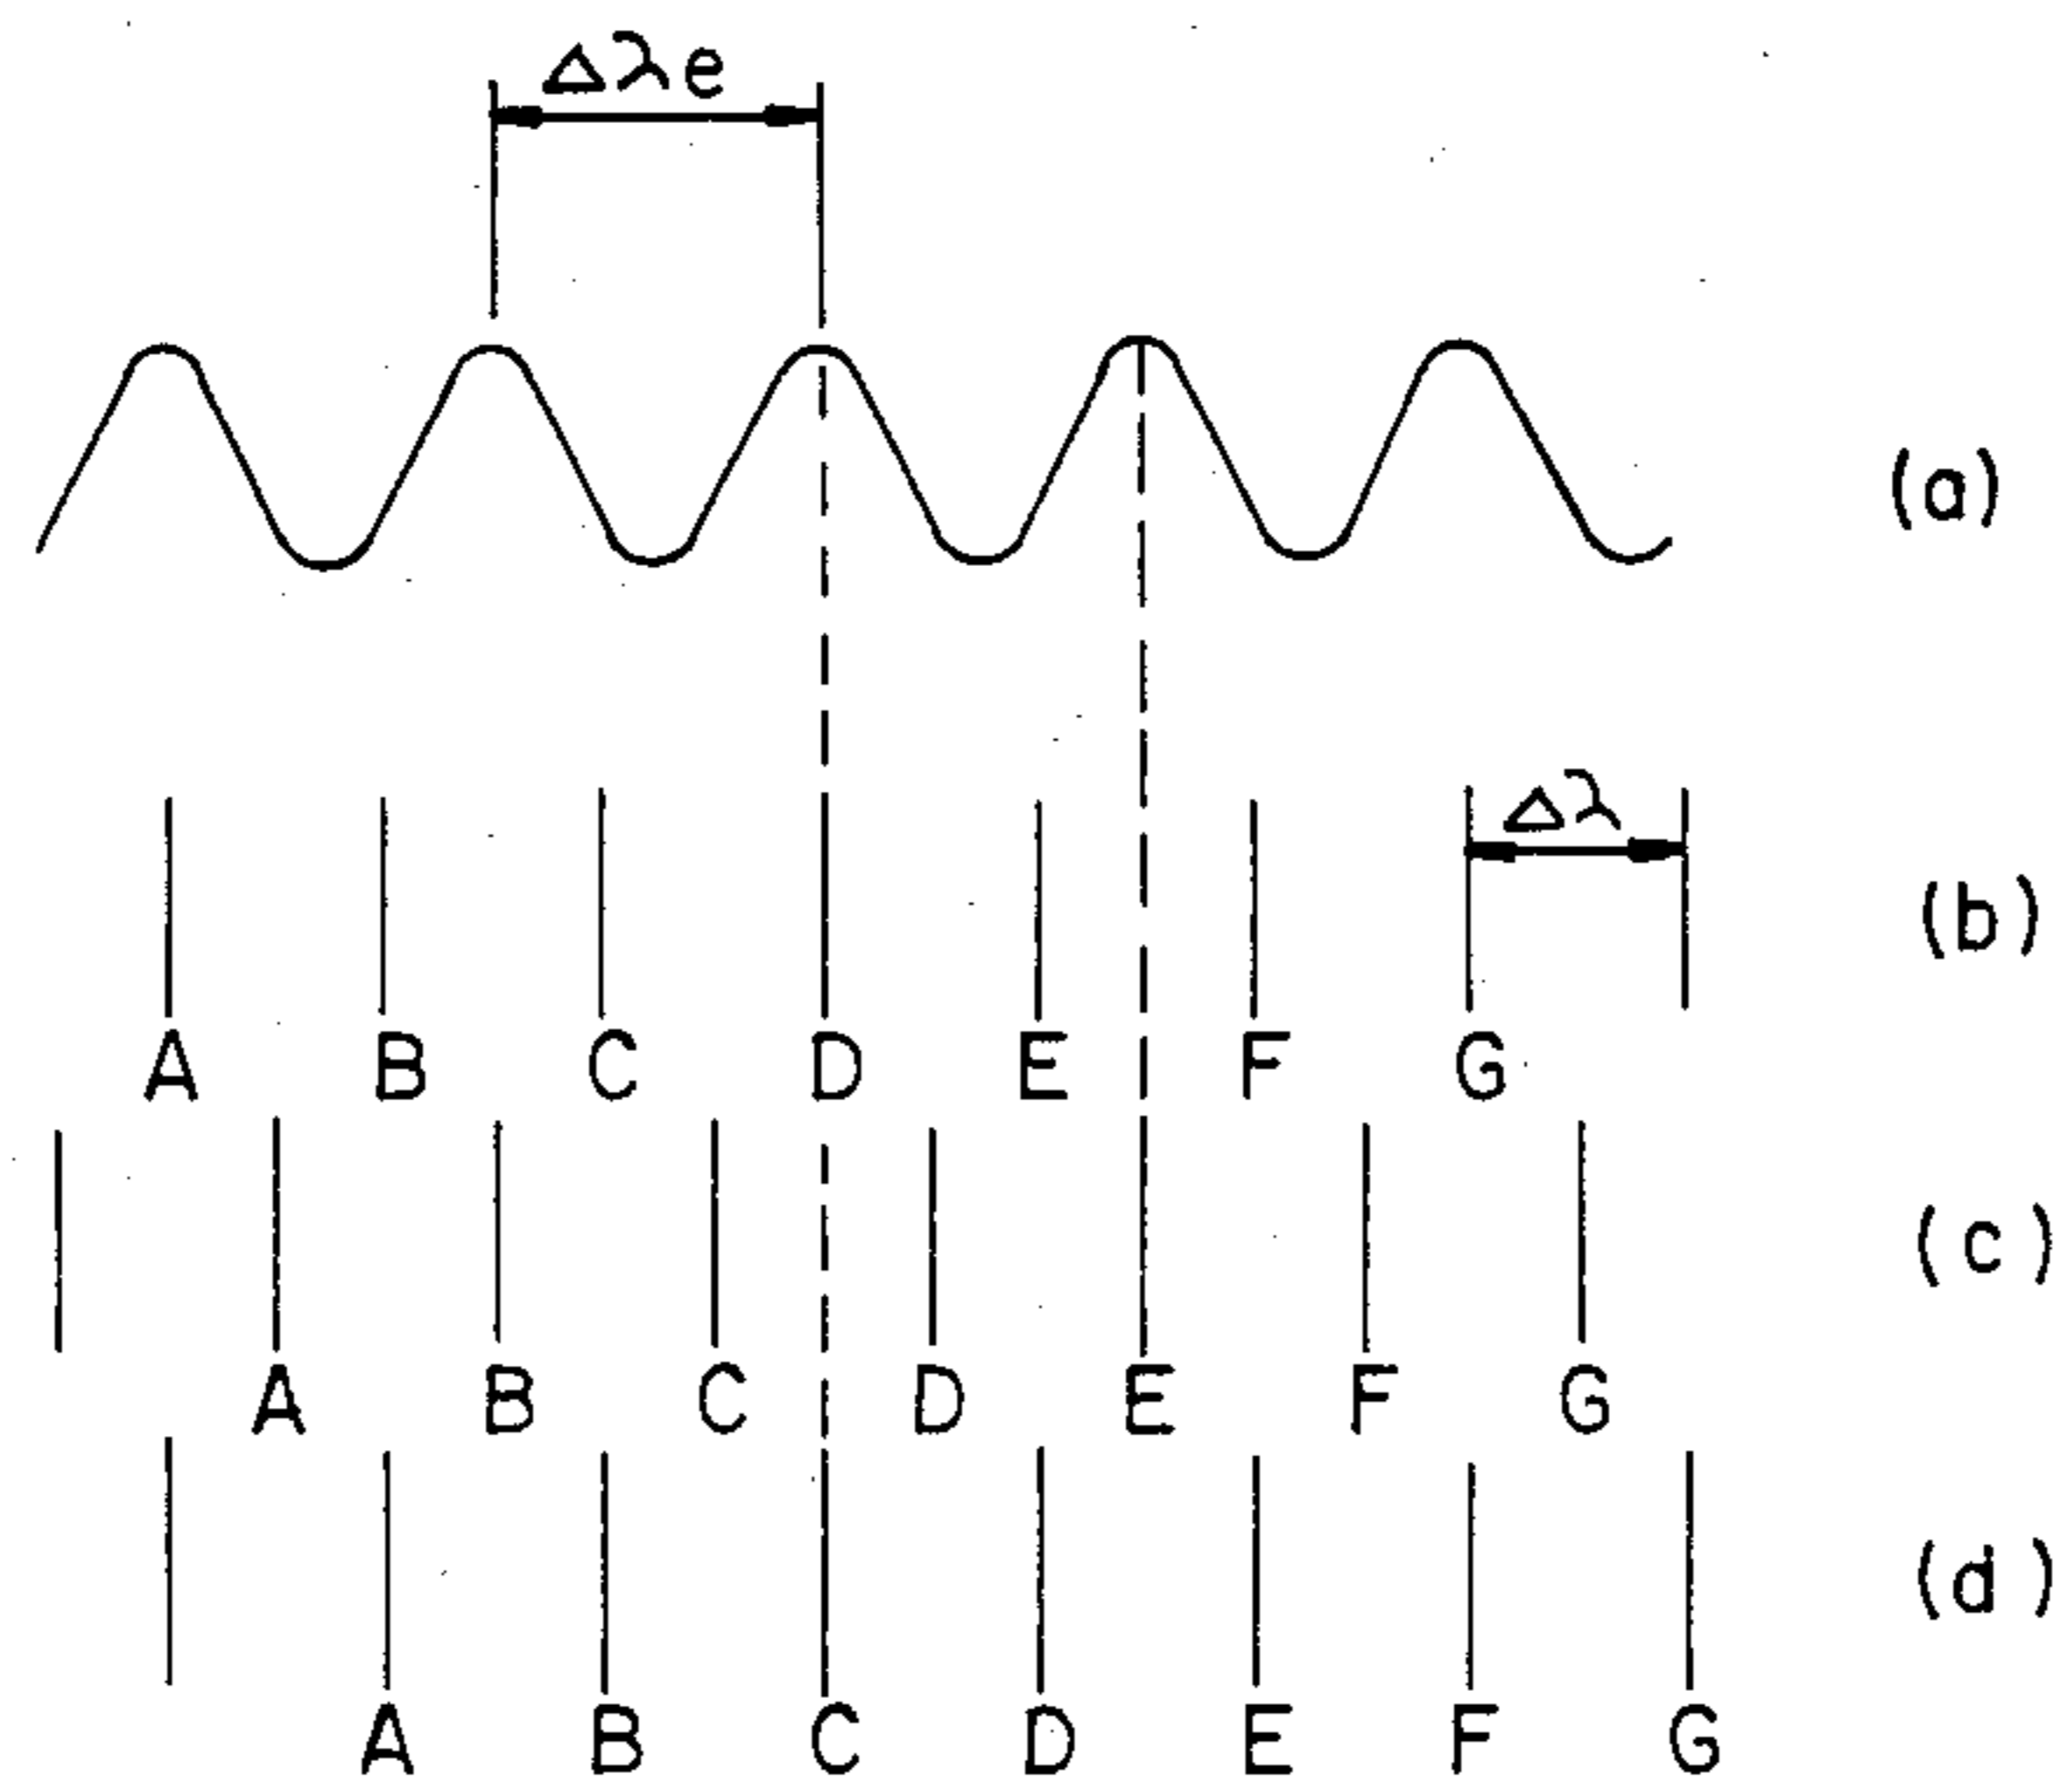 Δλe
(a)
Δλ
(b)
A B C D E F G
(c)
A B C D E F G
(d)
A B C D E F G